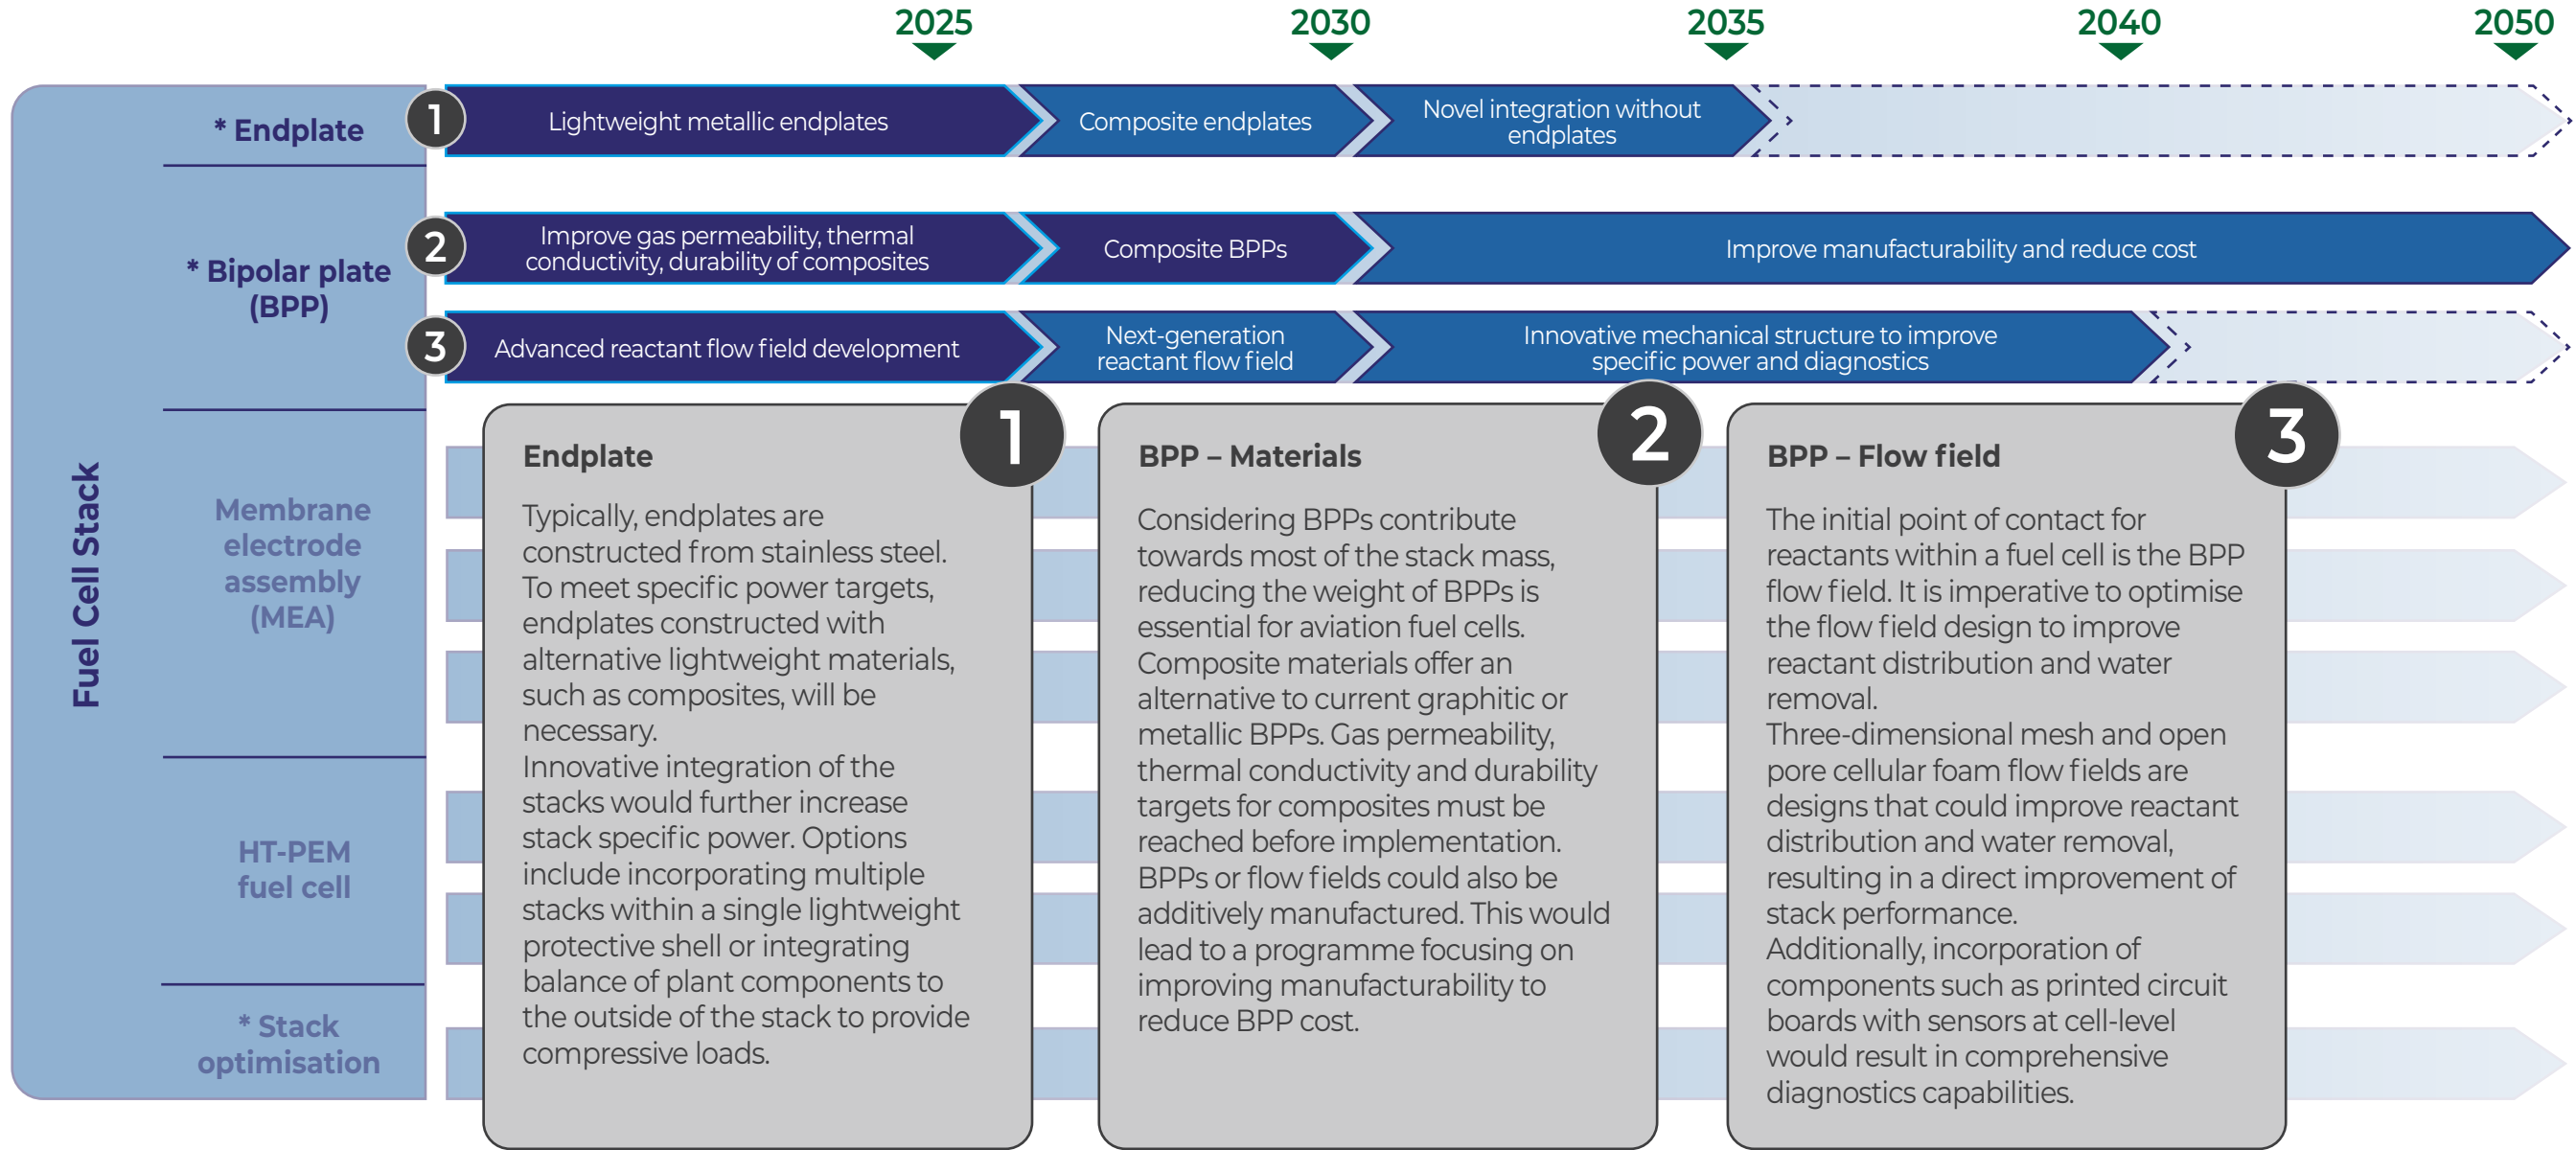 2025
2030
2035
2040
2050
Fuel Cell Stack
* Endplate
1
Lightweight metallic endplates
Composite endplates
Novel integration without
endplates
* Bipolar plate
(BPP)
2
Improve gas permeability, thermal
conductivity, durability of composites
Composite BPPs
Improve manufacturability and reduce cost
3
Advanced reactant flow field development
Next-generation
reactant flow field
Innovative mechanical structure to improve
specific power and diagnostics
Membrane
electrode
assembly
(MEA)
HT-PEM
fuel cell
* Stack
optimisation
1
Endplate
Typically, endplates are
constructed from stainless steel.
To meet specific power targets,
endplates constructed with
alternative lightweight materials,
such as composites, will be
necessary.
Innovative integration of the
stacks would further increase
stack specific power. Options
include incorporating multiple
stacks within a single lightweight
protective shell or integrating
balance of plant components to
the outside of the stack to provide
compressive loads.
2
BPP – Materials
Considering BPPs contribute
towards most of the stack mass,
reducing the weight of BPPs is
essential for aviation fuel cells.
Composite materials offer an
alternative to current graphitic or
metallic BPPs. Gas permeability,
thermal conductivity and durability
targets for composites must be
reached before implementation.
BPPs or flow fields could also be
additively manufactured. This would
lead to a programme focusing on
improving manufacturability to
reduce BPP cost.
3
BPP – Flow field
The initial point of contact for
reactants within a fuel cell is the BPP
flow field. It is imperative to optimise
the flow field design to improve
reactant distribution and water
removal.
Three-dimensional mesh and open
pore cellular foam flow fields are
designs that could improve reactant
distribution and water removal,
resulting in a direct improvement of
stack performance.
Additionally, incorporation of
components such as printed circuit
boards with sensors at cell-level
would result in comprehensive
diagnostics capabilities.